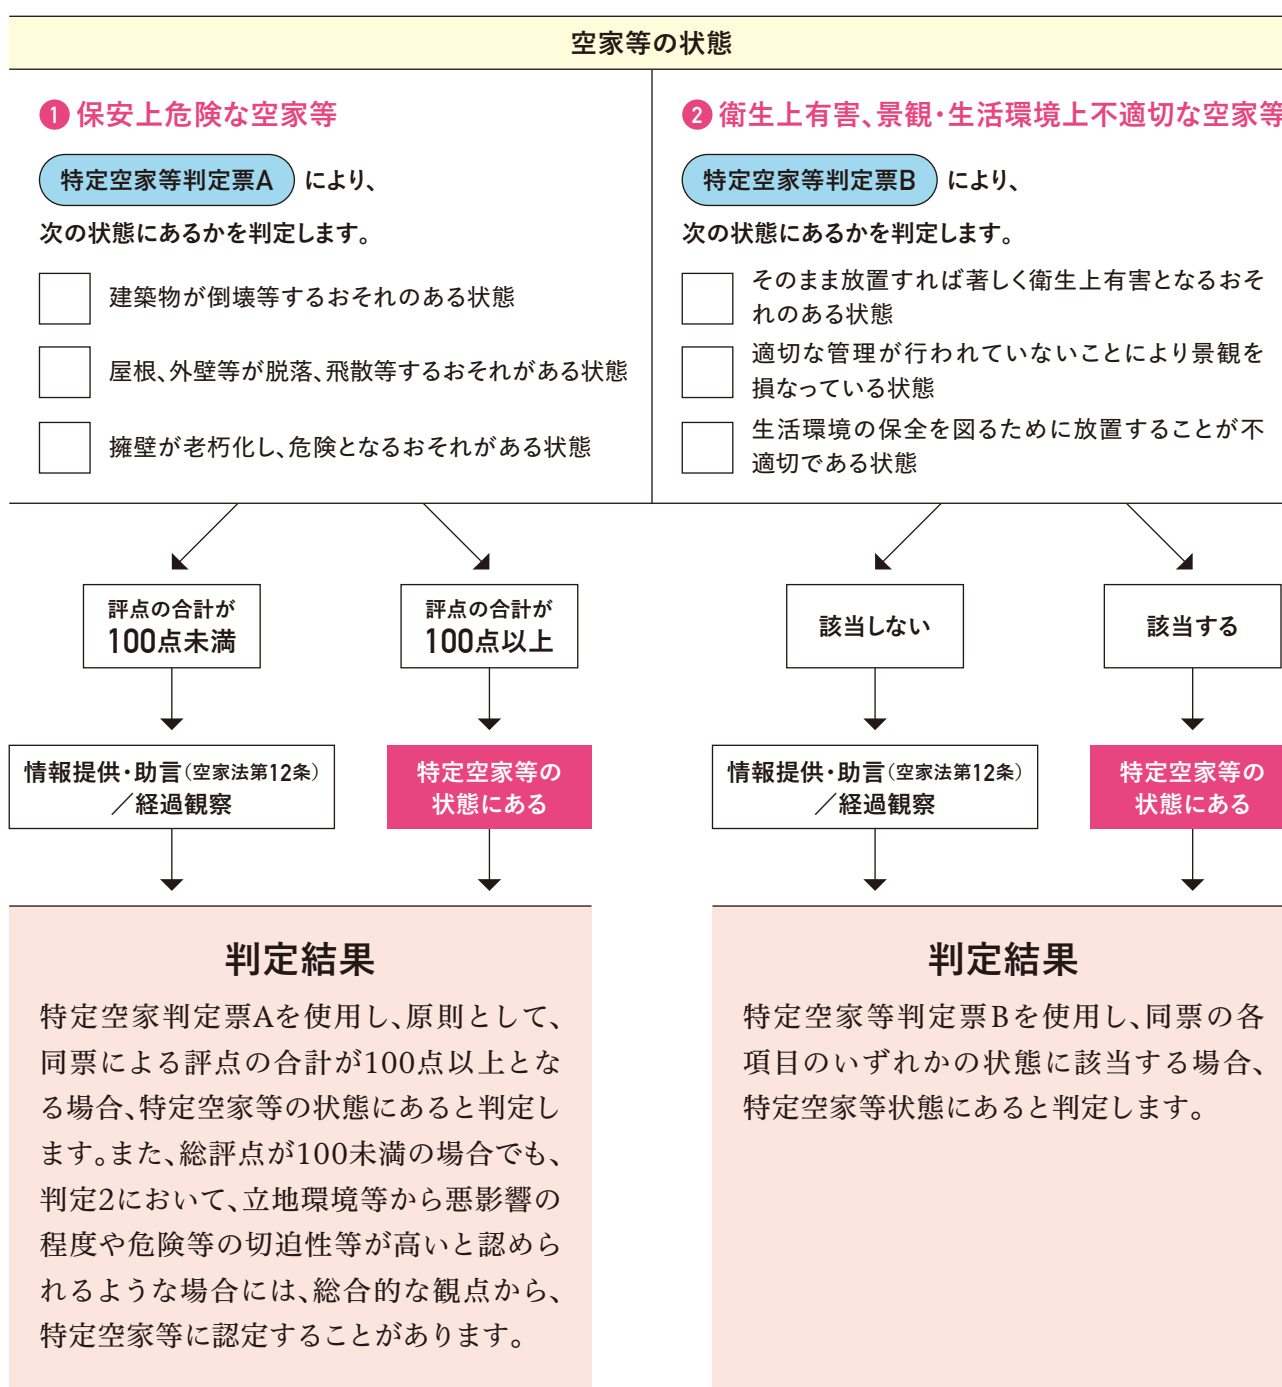 空家等の状態
❶ 保安上危険な空家等
特定空家等判定票A により、
次の状態にあるかを判定します。
建築物が倒壊等するおそれのある状態
屋根、外壁等が脱落、飛散等するおそれがある状態
擁壁が老朽化し、危険となるおそれがある状態
❷ 衛生上有害、景観・生活環境上不適切な空家等
特定空家等判定票B により、
次の状態にあるかを判定します。
そのまま放置すれば著しく衛生上有害となるおそ
れのある状態
適切な管理が行われていないことにより景観を
損なっている状態
生活環境の保全を図るために放置することが不
適切である状態
評点の合計が
100点未満
評点の合計が
100点以上
情報提供・助言(空家法第12条)
／経過観察
特定空家等の
状態にある
該当しない
該当する
情報提供・助言(空家法第12条)
／経過観察
特定空家等の
状態にある
判定結果
特定空家判定票Aを使用し、原則として、
同票による評点の合計が100点以上とな
る場合、特定空家等の状態にあると判定し
ます。また、総評点が100未満の場合でも、
判定2において、立地環境等から悪影響の
程度や危険等の切迫性等が高いと認めら
れるような場合には、総合的な観点から、
特定空家等に認定することがあります。
判定結果
特定空家等判定票Bを使用し、同票の各
項目のいずれかの状態に該当する場合、
特定空家等状態にあると判定します。